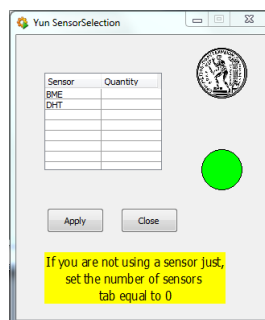 Yun SensorSelection
Sensor Quantity
BME
DHT
Apply Close
If you are not using a sensor just,
set the number of sensors
tab equal to 0